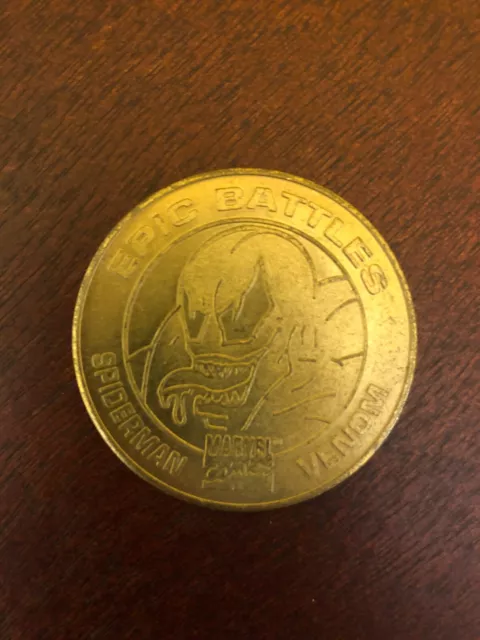 EPIC BATTLES
SPIDERMAN
VENOM
MARVEL
COMICS